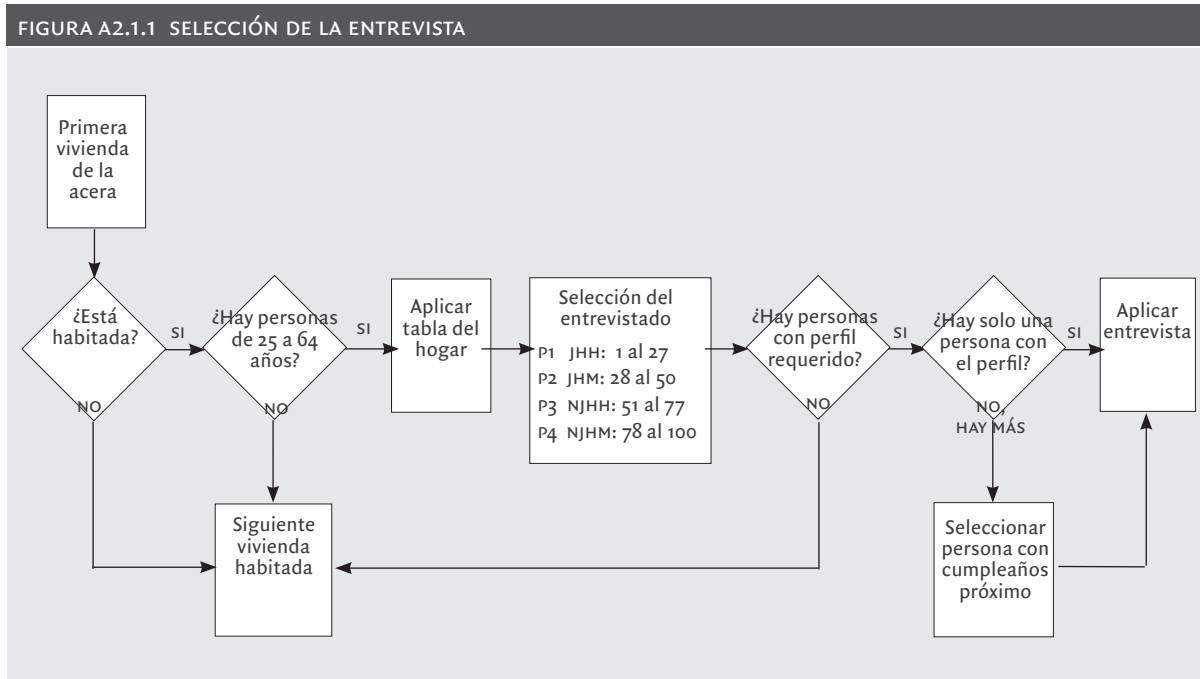 FIGURA A2.1.1 SELECCIÓN DE LA ENTREVISTA
Primera
vivienda
de la
acera
¿Está
habitada?
SI
NO
¿Hay personas
de 25 a 64
años?
SI
NO
Aplicar
tabla del
hogar
Selección del
entrevistado
P1 JHH: 1 al 27
P2 JHM: 28 al 50
P3 NJHH: 51 al 77
P4 NJHM: 78 al 100
¿Hay personas
con perfil
requerido?
SI
NO
¿Hay solo una
persona con
el perfil?
SI
NO,
HAY MÁS
Aplicar
entrevista
Siguiente
vivienda
habitada
Seleccionar
persona con
cumpleaños
próximo